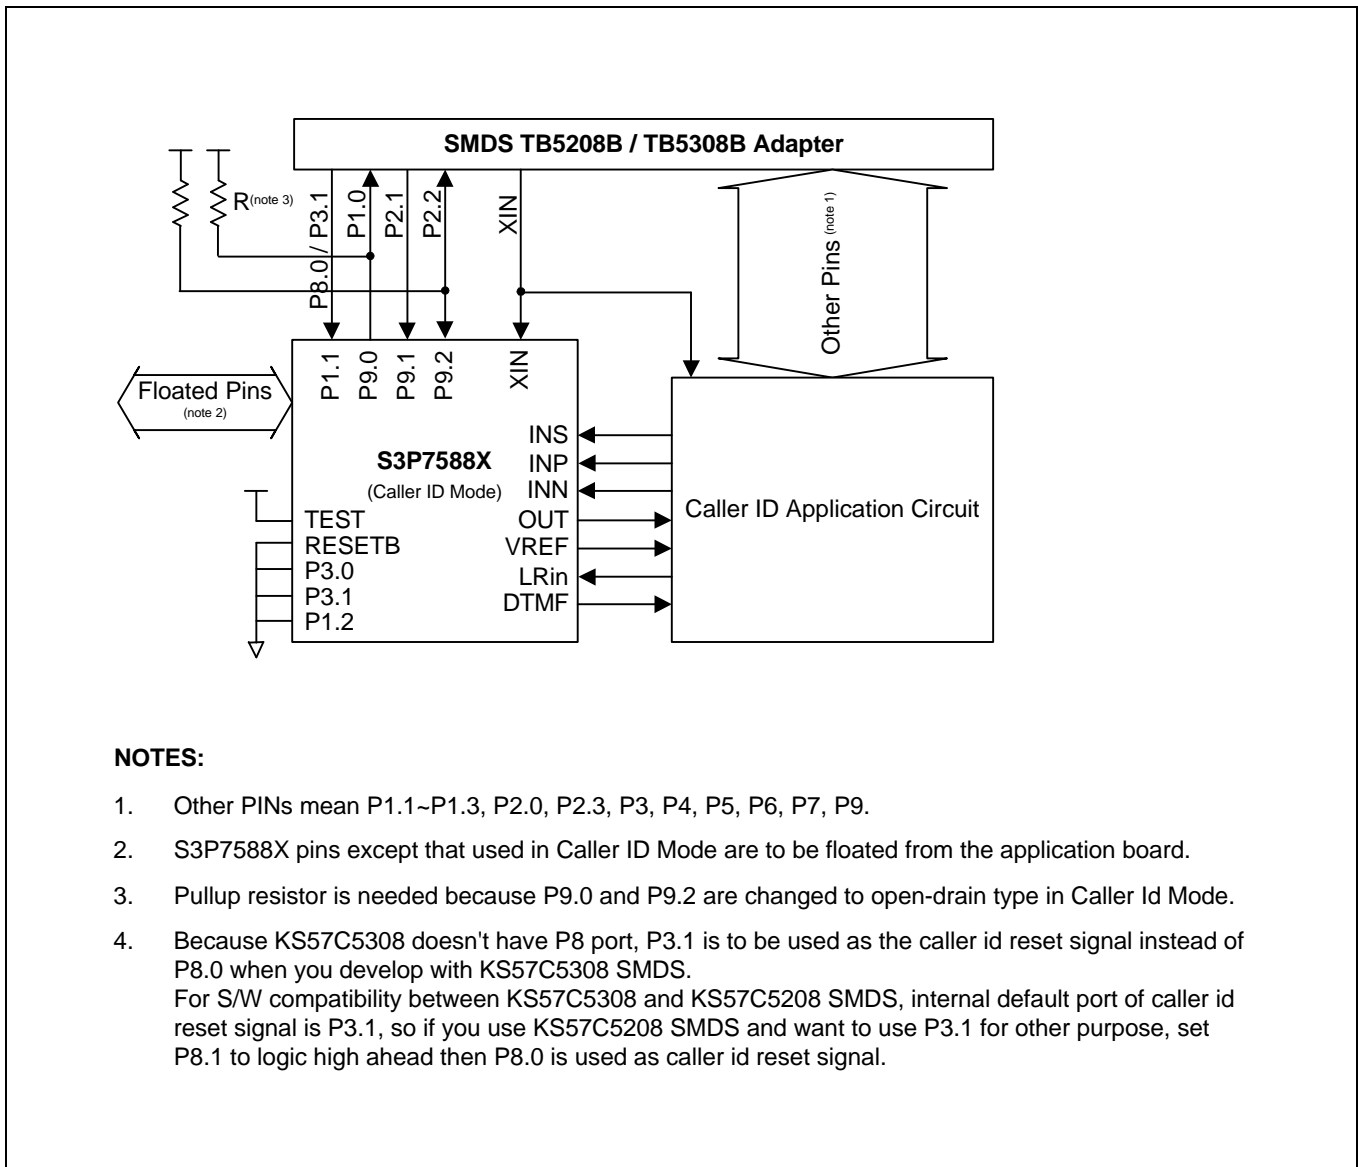 SMDS TB5208B / TB5308B Adapter
R(note 3)
P8.0 / P3.1
P1.0
P2.1
P2.2
XIN
Other Pins (note 1)
P1.1
P9.0
P9.1
P9.2
XIN
Floated Pins
(note 2)
S3P7588X
(Caller ID Mode)
INS
INP
INN
OUT
VREF
LRin
DTMF
TEST
RESETB
P3.0
P3.1
P1.2
Caller ID Application Circuit
NOTES:
1. Other PINs mean P1.1~P1.3, P2.0, P2.3, P3, P4, P5, P6, P7, P9.
2. S3P7588X pins except that used in Caller ID Mode are to be floated from the application board.
3. Pullup resistor is needed because P9.0 and P9.2 are changed to open-drain type in Caller Id Mode.
4. Because KS57C5308 doesn't have P8 port, P3.1 is to be used as the caller id reset signal instead of
P8.0 when you develop with KS57C5308 SMDS.
For S/W compatibility between KS57C5308 and KS57C5208 SMDS, internal default port of caller id
reset signal is P3.1, so if you use KS57C5208 SMDS and want to use P3.1 for other purpose, set
P8.1 to logic high ahead then P8.0 is used as caller id reset signal.